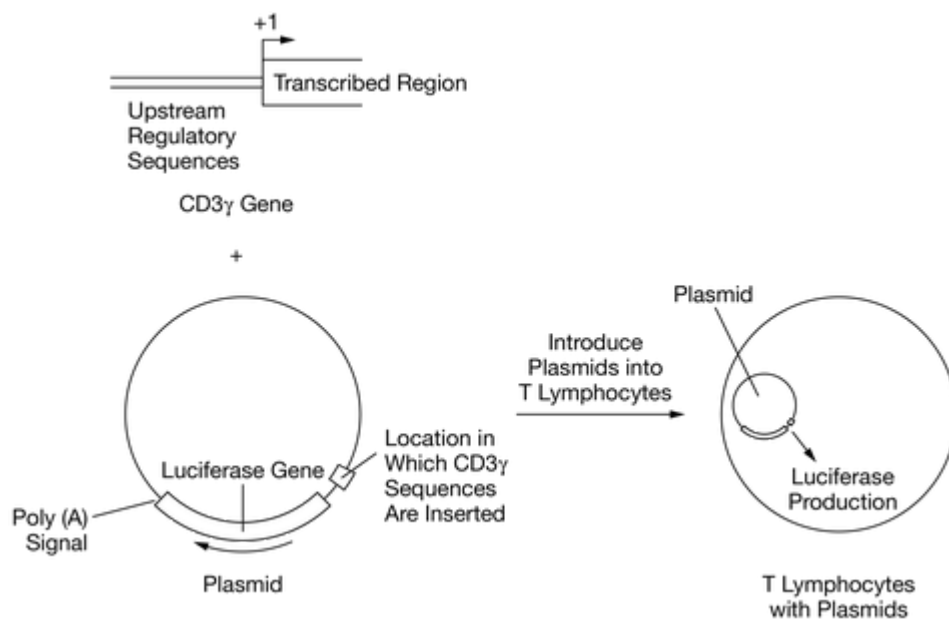 +1
Transcribed Region
Upstream
Regulatory
Sequences
CD3γ Gene
+
Plasmid
Introduce
Plasmids into
T Lymphocytes
Location in
Which CD3γ
Sequences
Are Inserted
Luciferase Gene
Poly (A)
Signal
Plasmid
Luciferase
Production
T Lymphocytes
with Plasmids